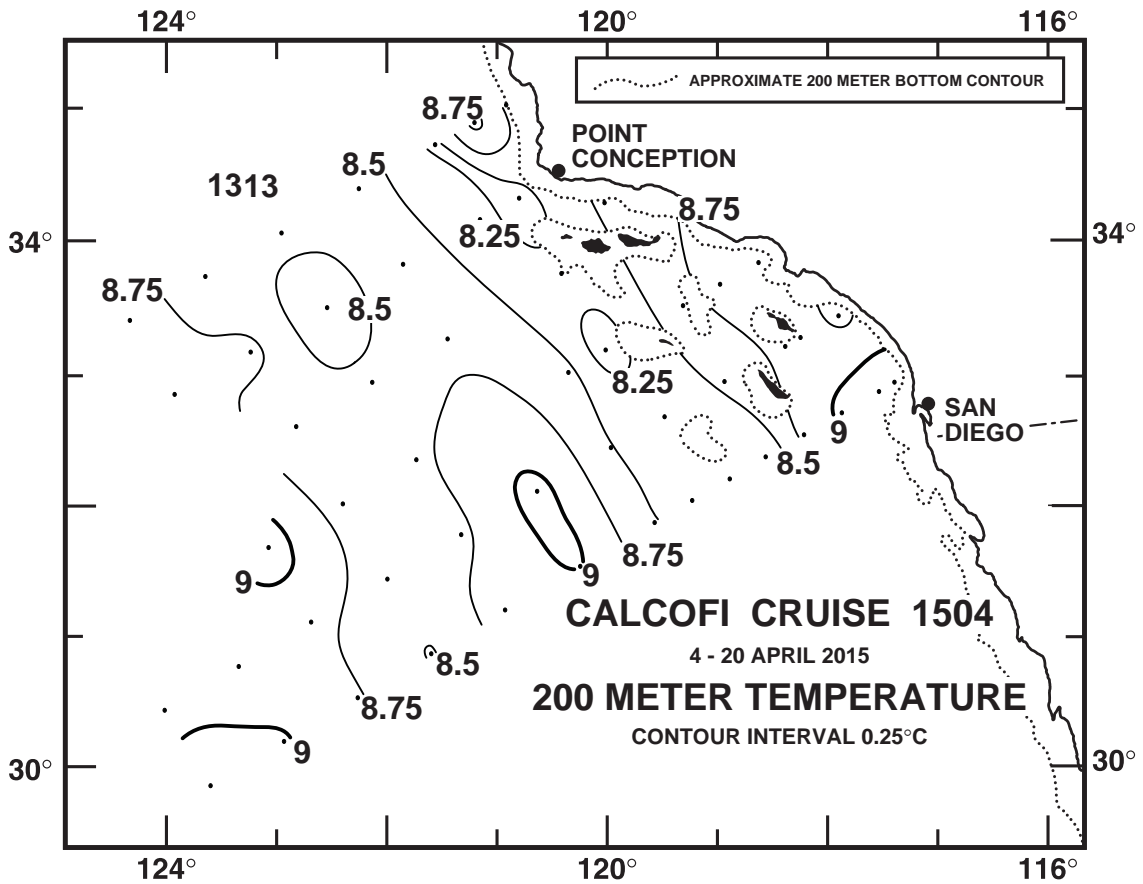 124° 120° 116°
APPROXIMATE 200 METER BOTTOM CONTOUR
8.75
POINT
CONCEPTION
8.5
1313
8.75
34° 8.25 34°
8.75
8.5
8.25
9
SAN
DIEGO
8.5
8.75
9
9
CALCOFI CRUISE 1504
8.5
4 - 20 APRIL 2015
8.75
200 METER TEMPERATURE
CONTOUR INTERVAL 0.25°C
9
30° 30°
124° 120° 116°